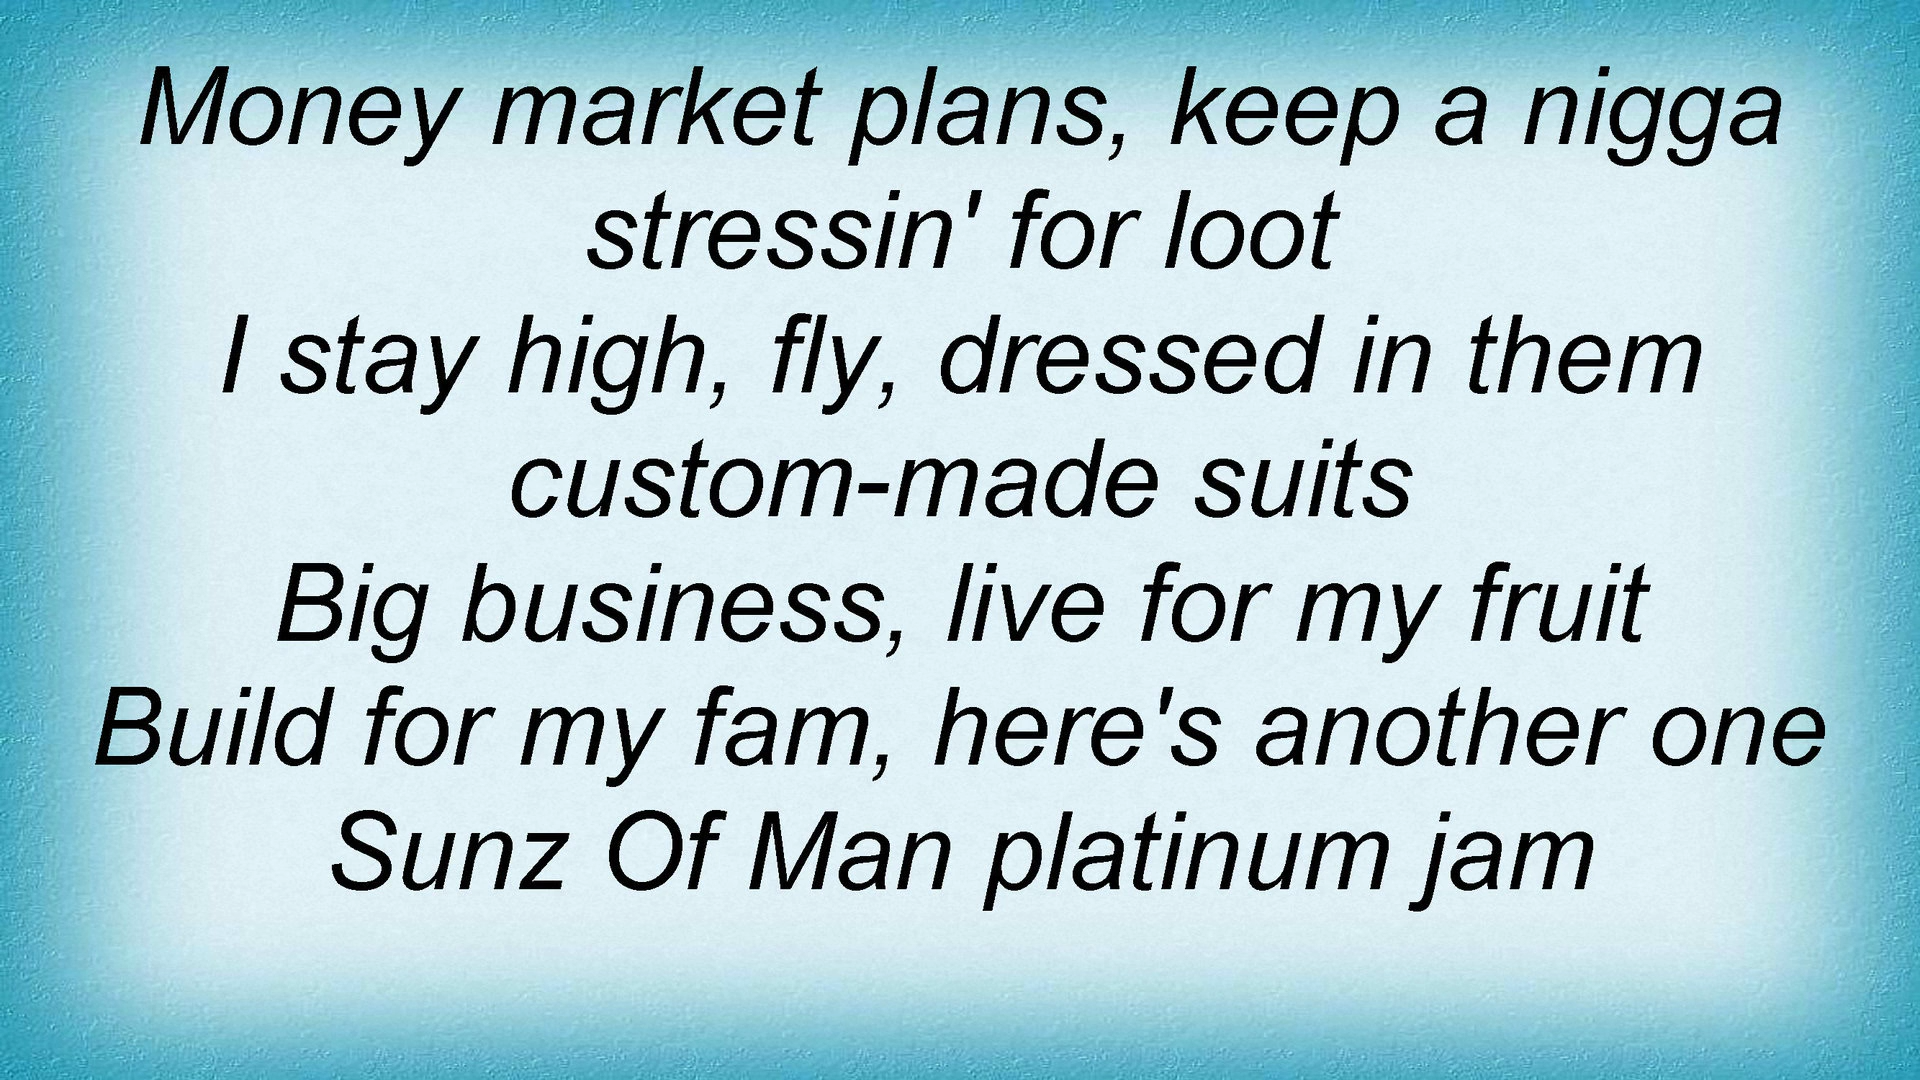 Money market plans, keep a nigga
stressin' for loot
I stay high, fly, dressed in them
custom-made suits
Big business, live for my fruit
Build for my fam, here's another one
Sunz Of Man platinum jam